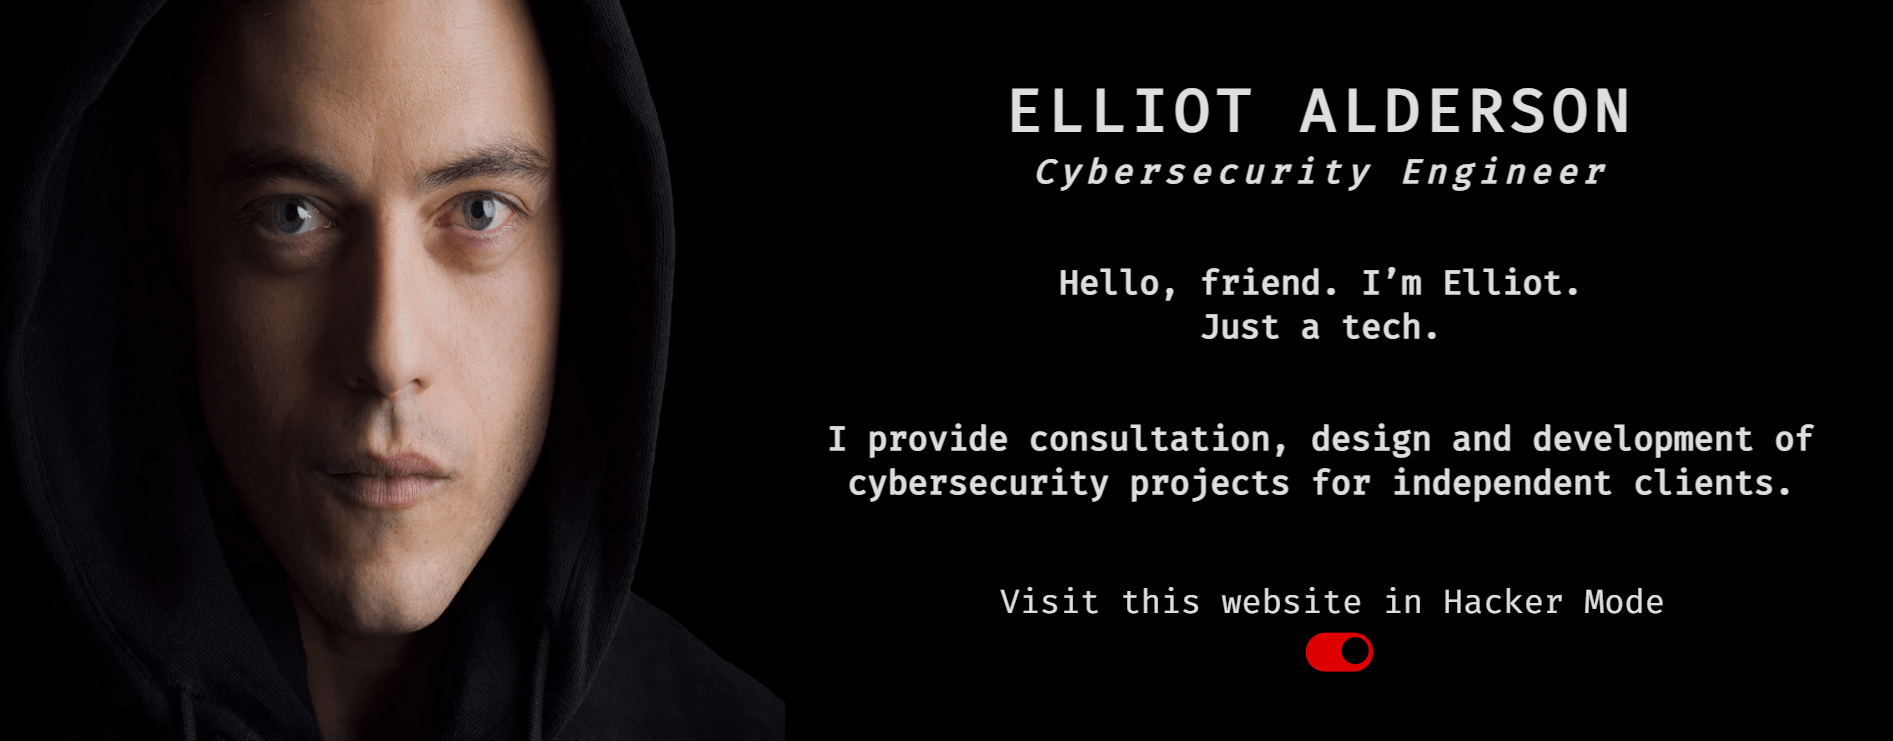 ELLIOT ALDERSON
Cybersecurity Engineer
Hello, friend. I’m Elliot.
Just a tech.
I provide consultation, design and development of
cybersecurity projects for independent clients.
Visit this website in Hacker Mode